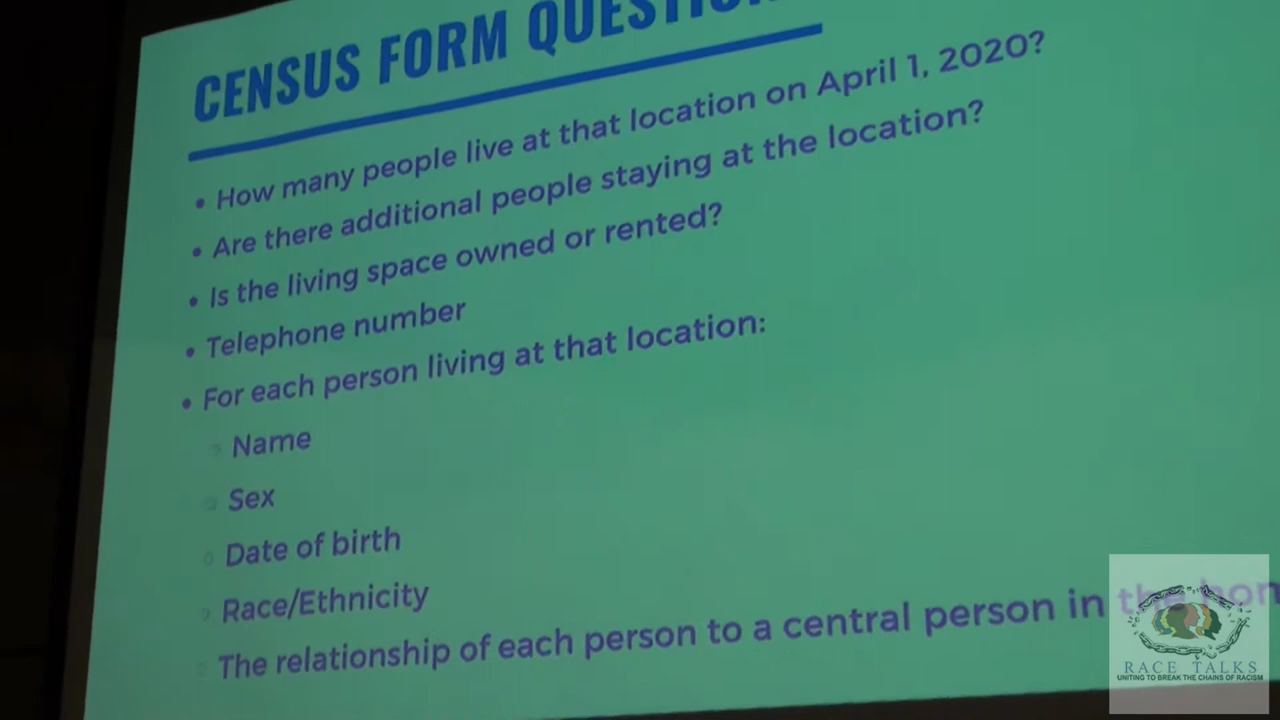 CENSUS FORM QUESTION
• How many people live at that location on April 1, 2020?
• Are there additional people staying at the location?
• Is the living space owned or rented?
• Telephone number
• For each person living at that location:
Name
Sex
Date of birth
Race/Ethnicity
The relationship of each person to a central person in the hom
RACE TALKS
UNITING TO BREAK THE CHAINS OF RACISM